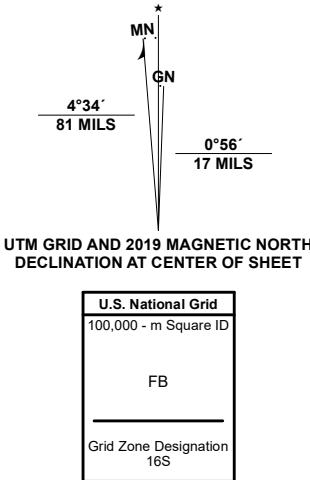 ★
MN
GN
4°34´
81 MILS
0°56´
17 MILS
UTM GRID AND 2019 MAGNETIC NORTH
DECLINATION AT CENTER OF SHEET
U.S. National Grid
100,000 - m Square ID
FB
Grid Zone Designation
16S